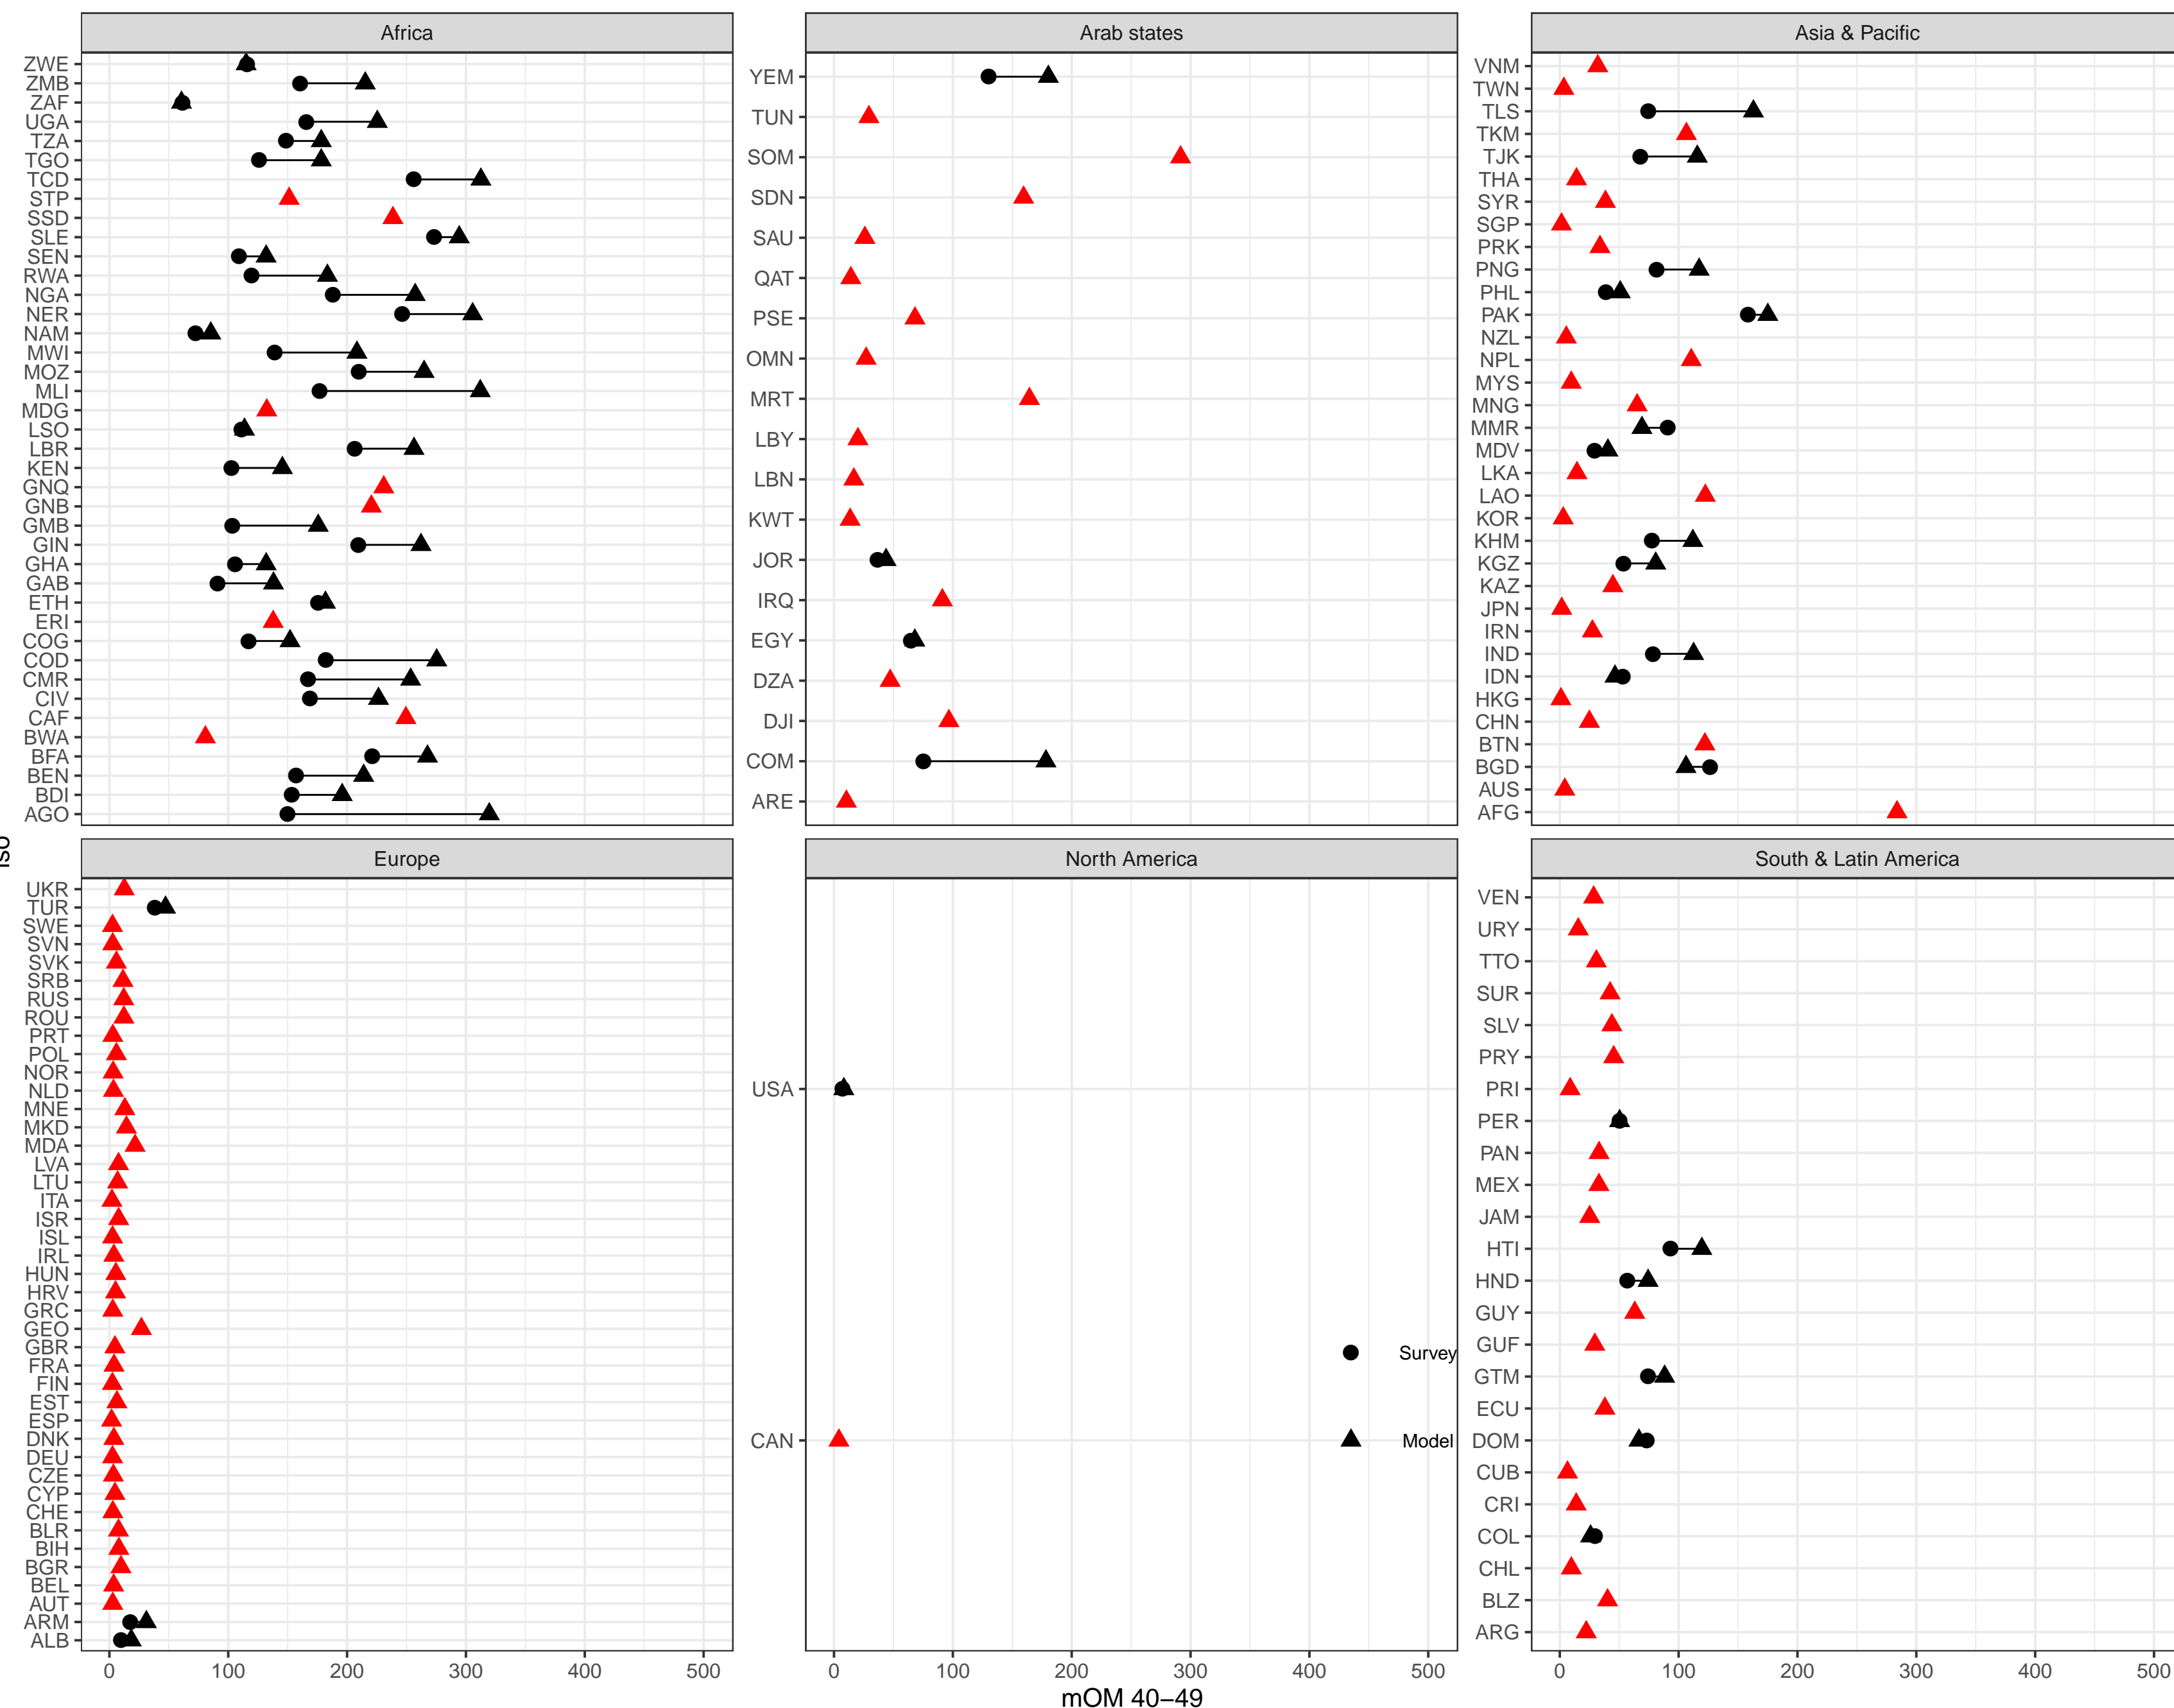 Africa
Arab states
Asia & Pacific
ZWE
ZMB
ZAF
UGA
TZA
TGO
TCD
STP
SSD
SLE
SEN
RWA
NGA
NER
NAM
MWI
MOZ
MLI
MDG
LSO
LBR
KEN
GNQ
GNB
GMB
GIN
GHA
GAB
ETH
ERI
COG
COD
CMR
CIV
CAF
BWA
BFA
BEN
BDI
AGO
YEM
TUN
SOM
SDN
SAU
QAT
PSE
OMN
MRT
LBY
LBN
KWT
JOR
IRQ
EGY
DZA
DJI
COM
ARE
VNM
TWN
TLS
TKM
TJK
THA
SYR
SGP
PRK
PNG
PHL
PAK
NZL
NPL
MYS
MNG
MMR
MDV
LKA
LAO
KOR
KHM
KGZ
KAZ
JPN
IRN
IND
IDN
HKG
CHN
BTN
BGD
AUS
AFG
iso
Europe
North America
South & Latin America
UKR
TUR
SWE
SVN
SVK
SRB
RUS
ROU
PRT
POL
NOR
NLD
MNE
MKD
MDA
LVA
LTU
ITA
ISR
ISL
IRL
HUN
HRV
GRC
GEO
GBR
FRA
FIN
EST
ESP
DNK
DEU
CZE
CYP
CHE
BLR
BIH
BGR
BEL
AUT
ARM
ALB
USA
CAN
Survey
Model
VEN
URY
TTO
SUR
SLV
PRY
PRI
PER
PAN
MEX
JAM
HTI
HND
GUY
GUF
GTM
ECU
DOM
CUB
CRI
COL
CHL
BLZ
ARG
0 100 200 300 400 500
0 100 200 300 400 500
0 100 200 300 400 500
mOM 40−49